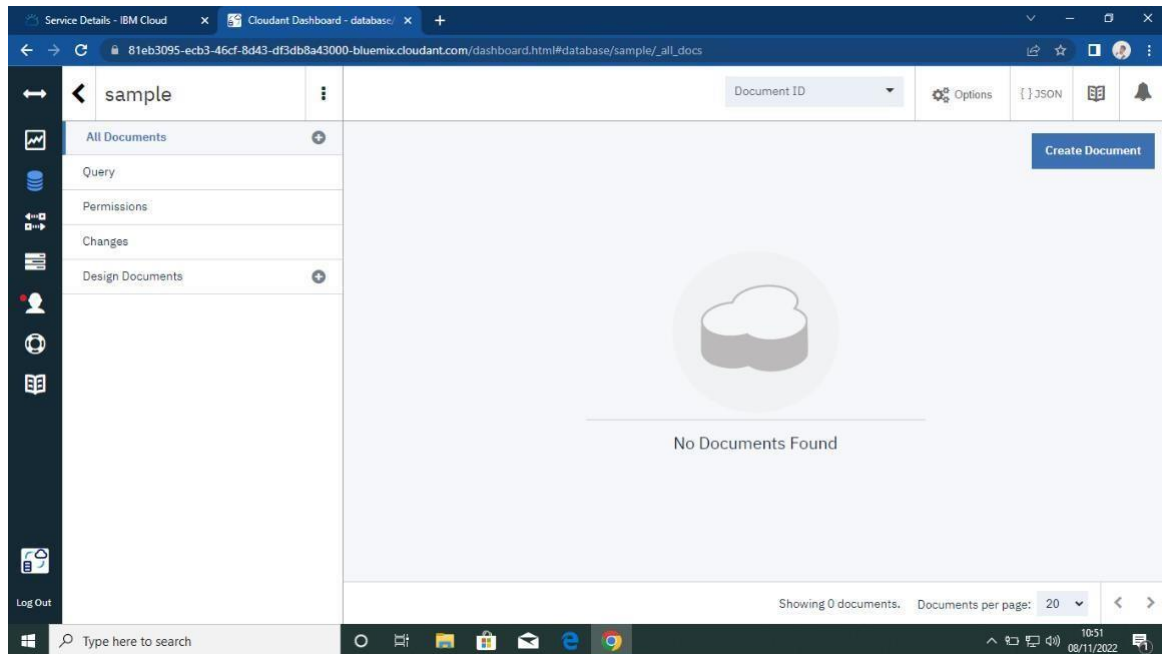 Service Details - IBM Cloud
Cloudant Dashboard - database/
81eb3095-ecb3-46cf-8d43-df3db8a43000-bluemix.cloudant.com/dashboard.html#database/sample/_all_docs
sample
Document ID
Options
{ } JSON
All Documents
Create Document
Query
Permissions
Changes
Design Documents
No Documents Found
Log Out
Showing 0 documents.
Documents per page: 20
Type here to search
10:51
08/11/2022
1